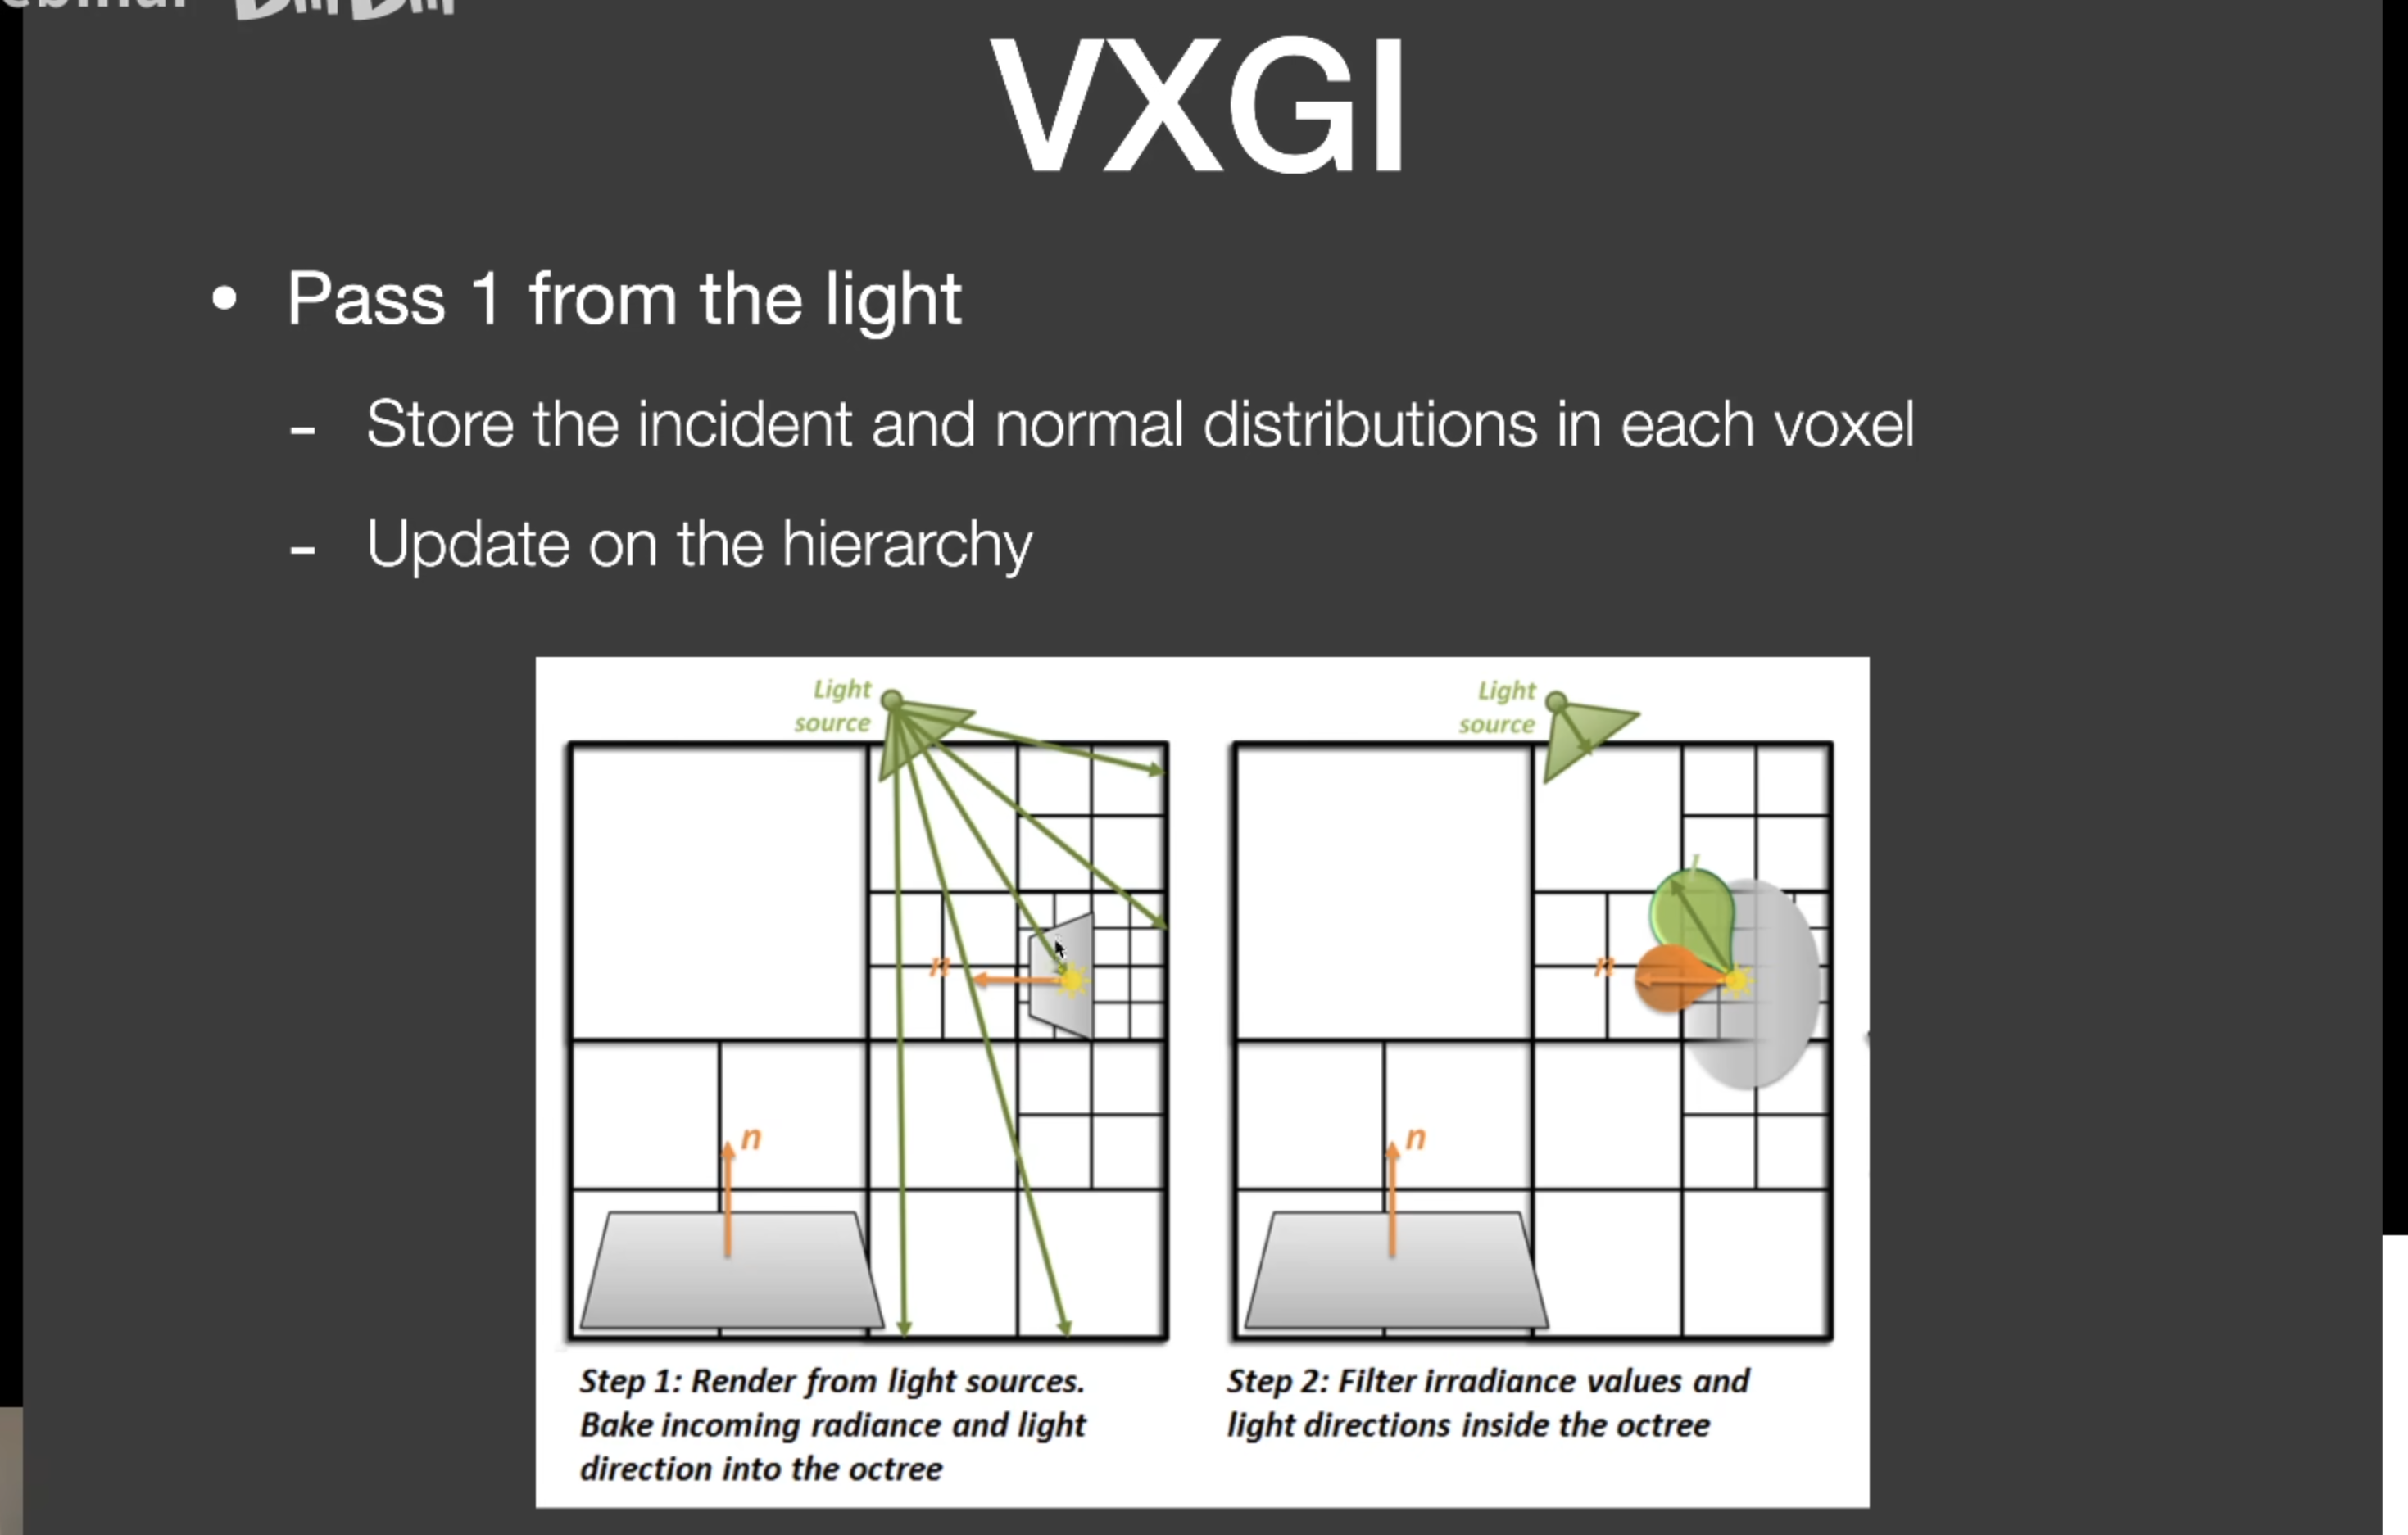 VXGI
• Pass 1 from the light
- Store the incident and normal distributions in each voxel
- Update on the hierarchy
Light
source
n
n
Step 1: Render from light sources.
Bake incoming radiance and light
direction into the octree
Light
source
l
n
n
Step 2: Filter irradiance values and
light directions inside the octree